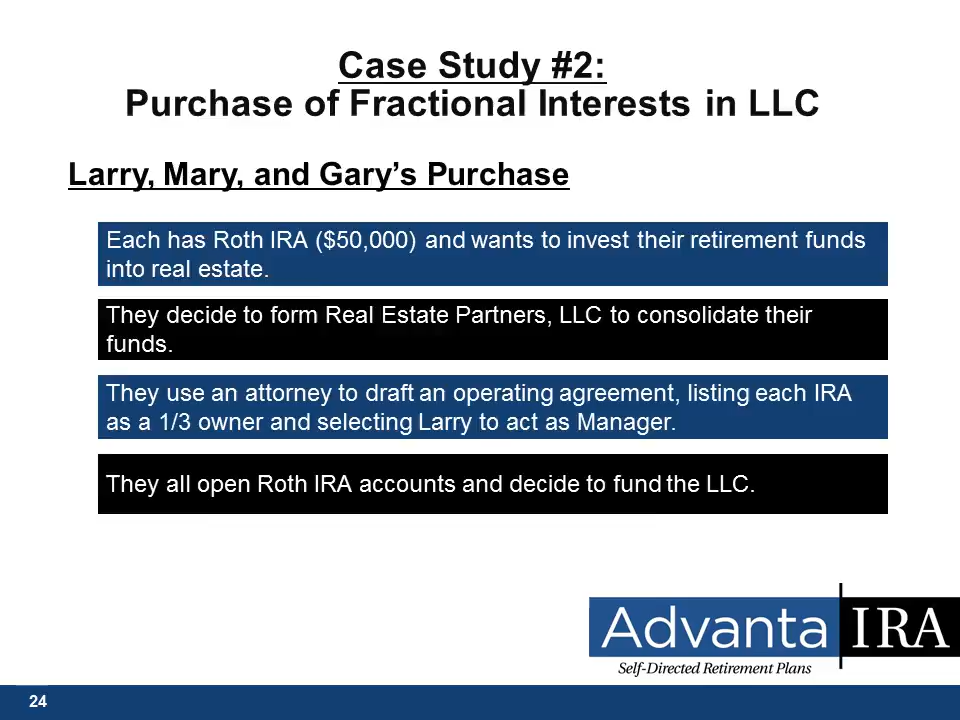 Case Study #2:
Purchase of Fractional Interests in LLC
Larry, Mary, and Gary’s Purchase
Each has Roth IRA ($50,000) and wants to invest their retirement funds
into real estate.
They decide to form Real Estate Partners, LLC to consolidate their
funds.
They use an attorney to draft an operating agreement, listing each IRA
as a 1/3 owner and selecting Larry to act as Manager.
They all open Roth IRA accounts and decide to fund the LLC.
Advanta IRA
Self-Directed Retirement Plans
24